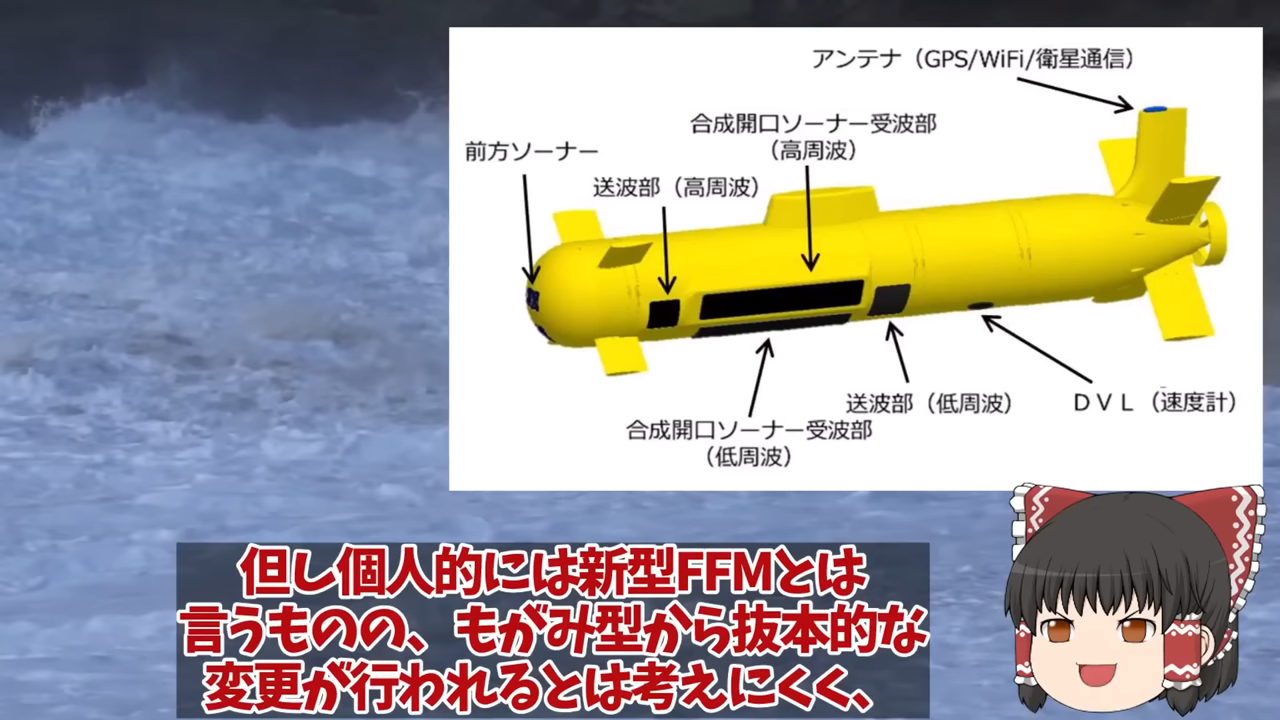 アンテナ（GPS/WiFi/衛星通信）
合成開口ソーナー受波部
（高周波）
前方ソーナー
送波部（高周波）
送波部（低周波）
ＤＶＬ（速度計）
合成開口ソーナー受波部
（低周波）
但し個人的には新型FFMとは
言うものの、もがみ型から抜本的な
変更が行われるとは考えにくく、